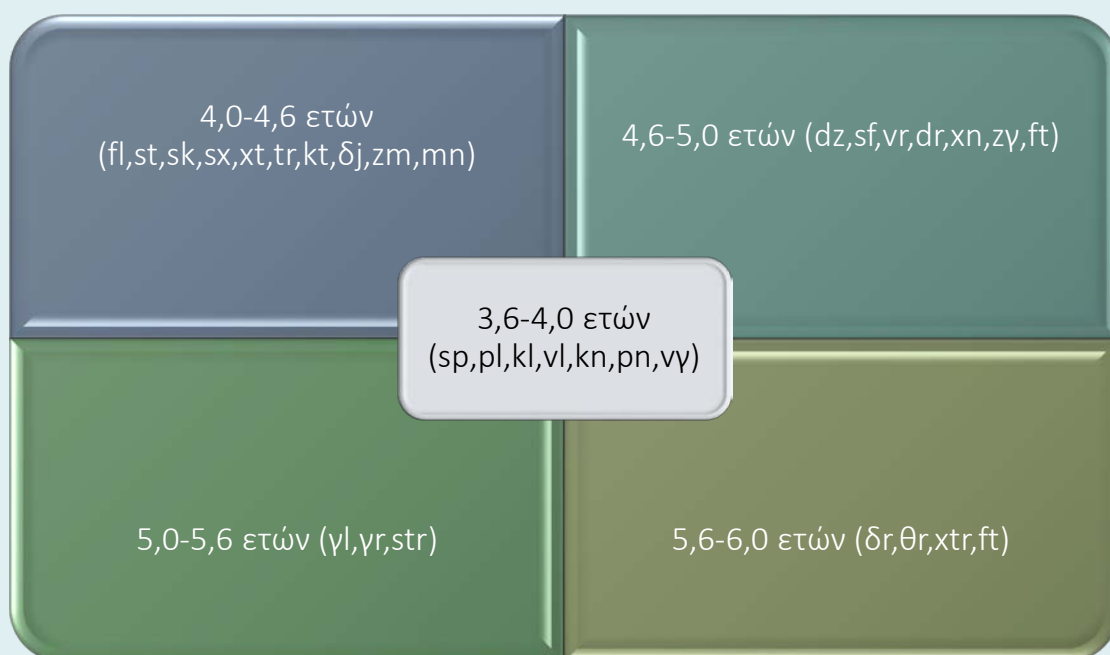 4,0-4,6 ετών
(fl,st,sk,sx,xt,tr,kt,δj,zm,mn)
4,6-5,0 ετών (dz,sf,vr,dr,xn,zγ,ft)
3,6-4,0 ετών
(sp,pl,kl,vl,kn,pn,vγ)
5,0-5,6 ετών (γl,γr,str)
5,6-6,0 ετών (δr,θr,xtr,ft)